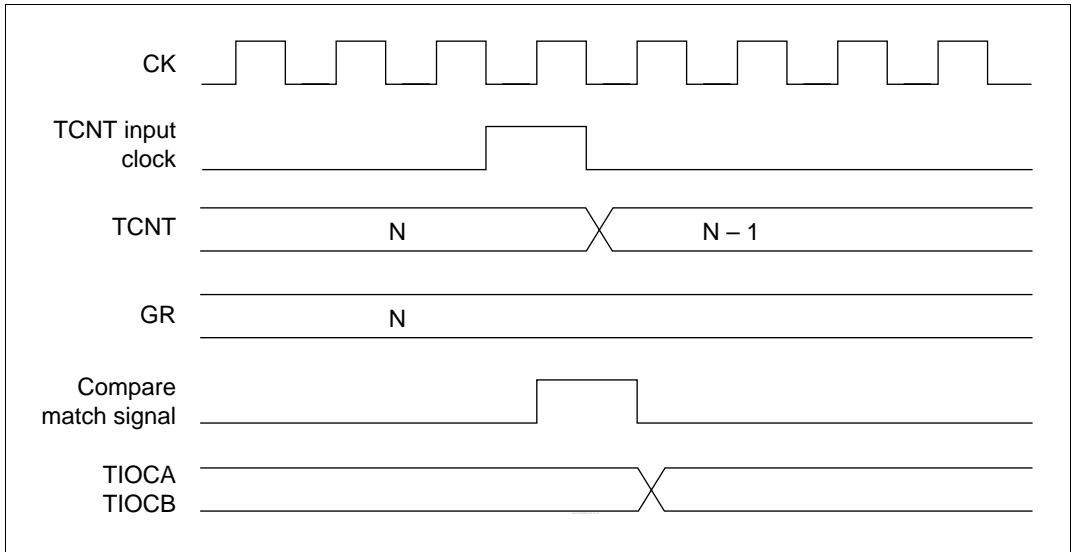 CK
TCNT input
clock
TCNT
N
N – 1
GR
N
Compare
match signal
TIOCA
TIOCB